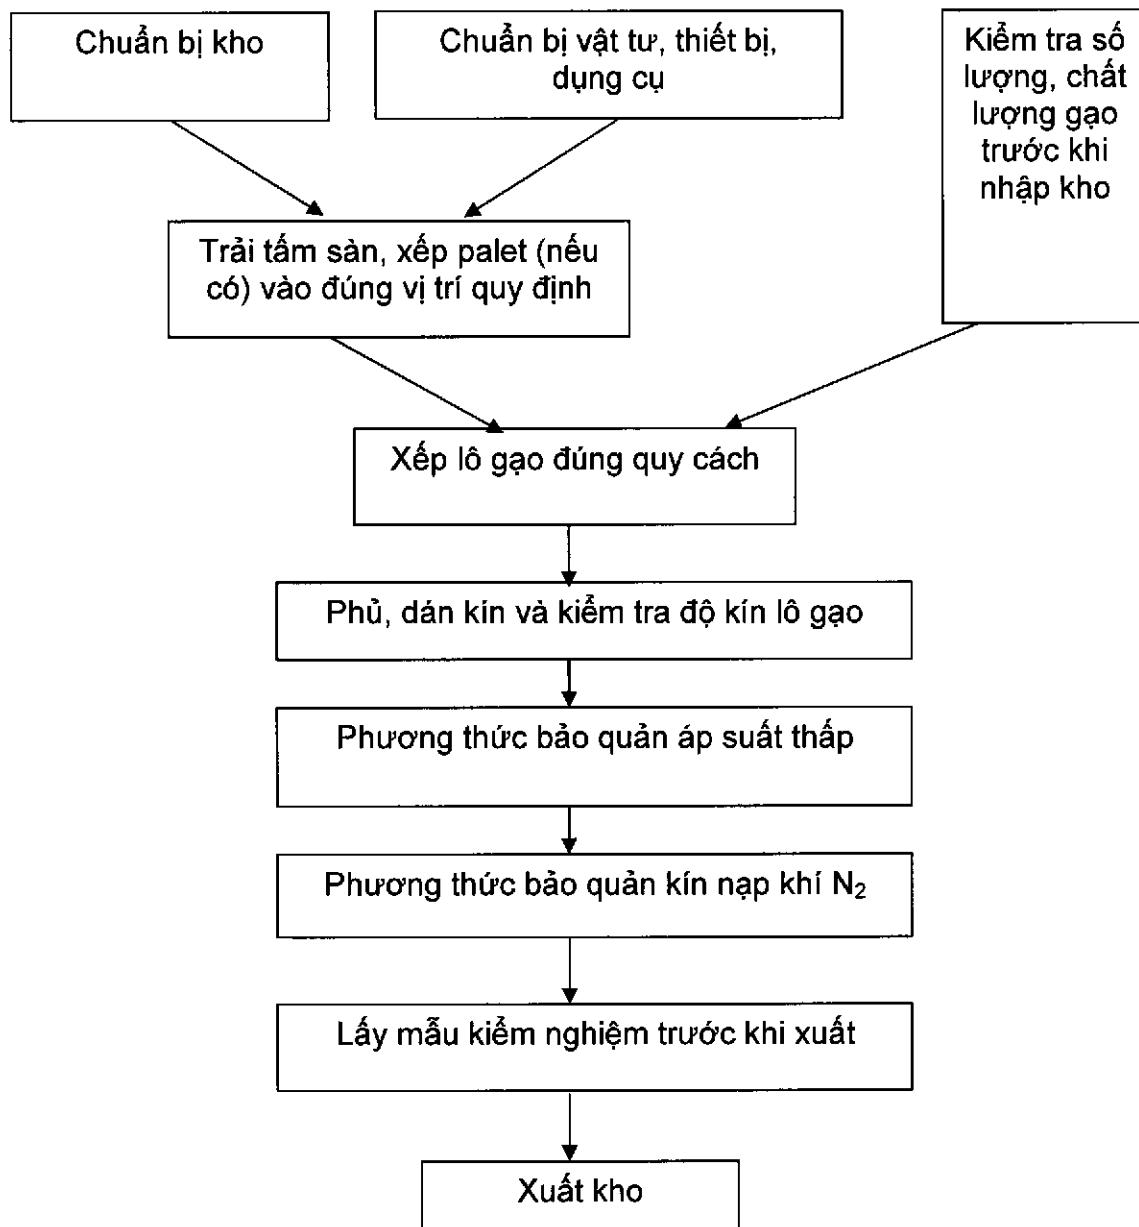 Chuẩn bị kho
Chuẩn bị vật tư, thiết bị,
dụng cụ
Kiểm tra số
lượng, chất
lượng gạo
trước khi
nhập kho
Trải tấm sàn, xếp palet (nếu
có) vào đúng vị trí quy định
Xếp lô gạo đúng quy cách
Phủ, dán kín và kiểm tra độ kín lô gạo
Phương thức bảo quản áp suất thấp
Phương thức bảo quản kín nạp khí N₂
Lấy mẫu kiểm nghiệm trước khi xuất
Xuất kho